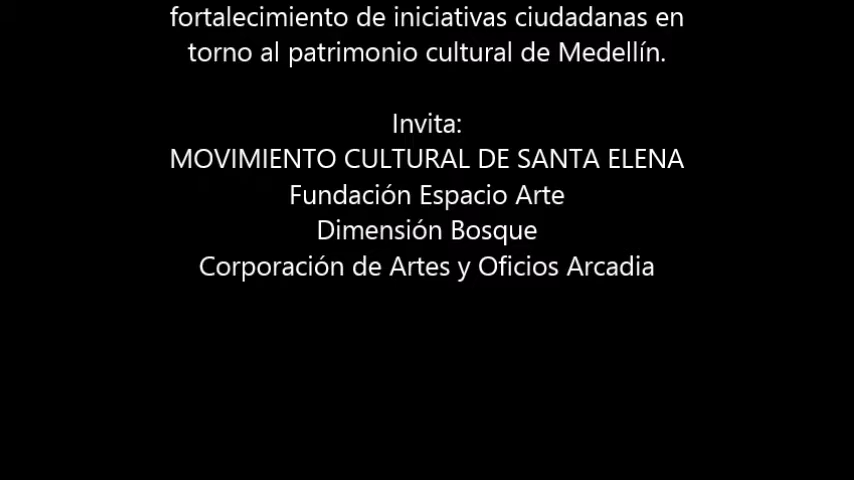 fortalecimiento de iniciativas ciudadanas en
torno al patrimonio cultural de Medellín.
Invita:
MOVIMIENTO CULTURAL DE SANTA ELENA
Fundación Espacio Arte
Dimensión Bosque
Corporación de Artes y Oficios Arcadia